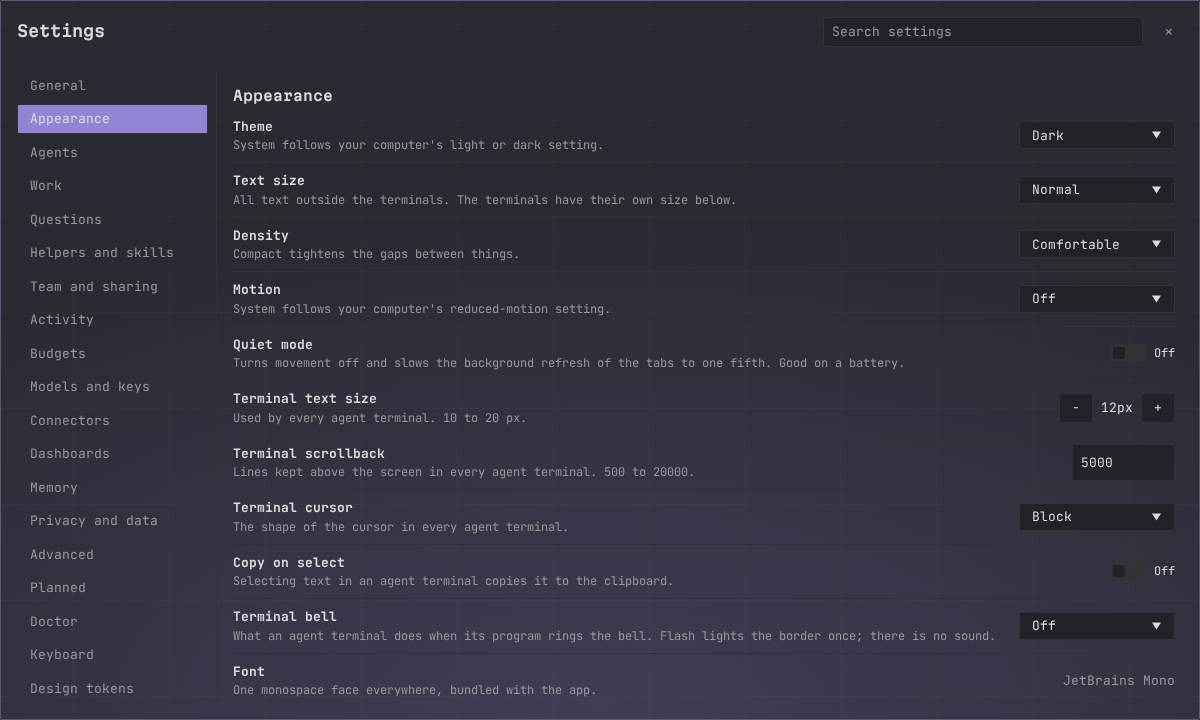 Settings
Search settings
×
General
Appearance
Agents
Work
Questions
Helpers and skills
Team and sharing
Activity
Budgets
Models and keys
Connectors
Dashboards
Memory
Privacy and data
Advanced
Planned
Doctor
Keyboard
Design tokens
Appearance
Theme
System follows your computer's light or dark setting.
Dark
Text size
All text outside the terminals. The terminals have their own size below.
Normal
Density
Compact tightens the gaps between things.
Comfortable
Motion
System follows your computer's reduced-motion setting.
Off
Quiet mode
Turns movement off and slows the background refresh of the tabs to one fifth. Good on a battery.
Off
Terminal text size
Used by every agent terminal. 10 to 20 px.
- 12px +
Terminal scrollback
Lines kept above the screen in every agent terminal. 500 to 20000.
5000
Terminal cursor
The shape of the cursor in every agent terminal.
Block
Copy on select
Selecting text in an agent terminal copies it to the clipboard.
Off
Terminal bell
What an agent terminal does when its program rings the bell. Flash lights the border once; there is no sound.
Off
Font
One monospace face everywhere, bundled with the app.
JetBrains Mono